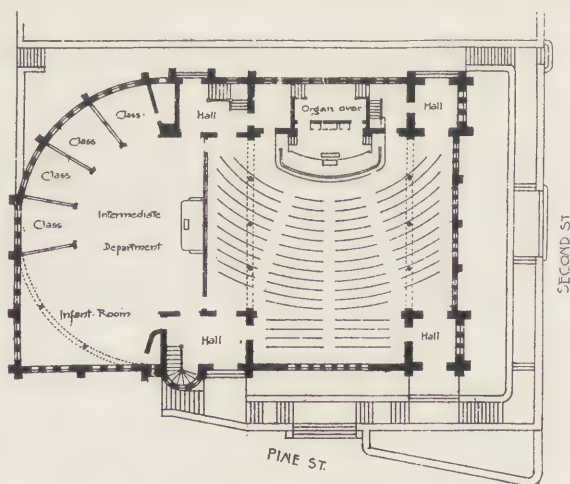 Class.
Hall
Organ over
Hall
Class
Class
Class
Intermediate
Department
Infant. Room
Hall
Hall
SECOND ST.
PINE ST.